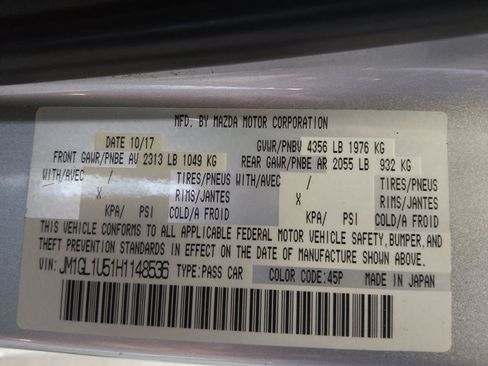 MFD. BY MAZDA MOTOR CORPORATION
DATE 10/17 GVWR/PNBV 4356 LB 1976 KG
FRONT GAWR/PNBE AV 2313 LB 1049 KG REAR GAWR/PNBE AR 2055 LB 932 KG
WITH/AVEC / TIRES/PNEUS WITH/AVEC / TIRES/PNEUS
X RIMS/JANTES X RIMS/JANTES
KPA/ PSI COLD/A FROID KPA/ PSI COLD/A FROID
THIS VEHICLE CONFORMS TO ALL APPLICABLE FEDERAL MOTOR VEHICLE SAFETY, BUMPER, AND
THEFT PREVENTION STANDARDS IN EFFECT ON THE DATE OF MANUFACTURE SHOWN ABOVE.
VIN: JM1GL1U51H1148536 TYPE:PASS CAR COLOR CODE:45P MADE IN JAPAN